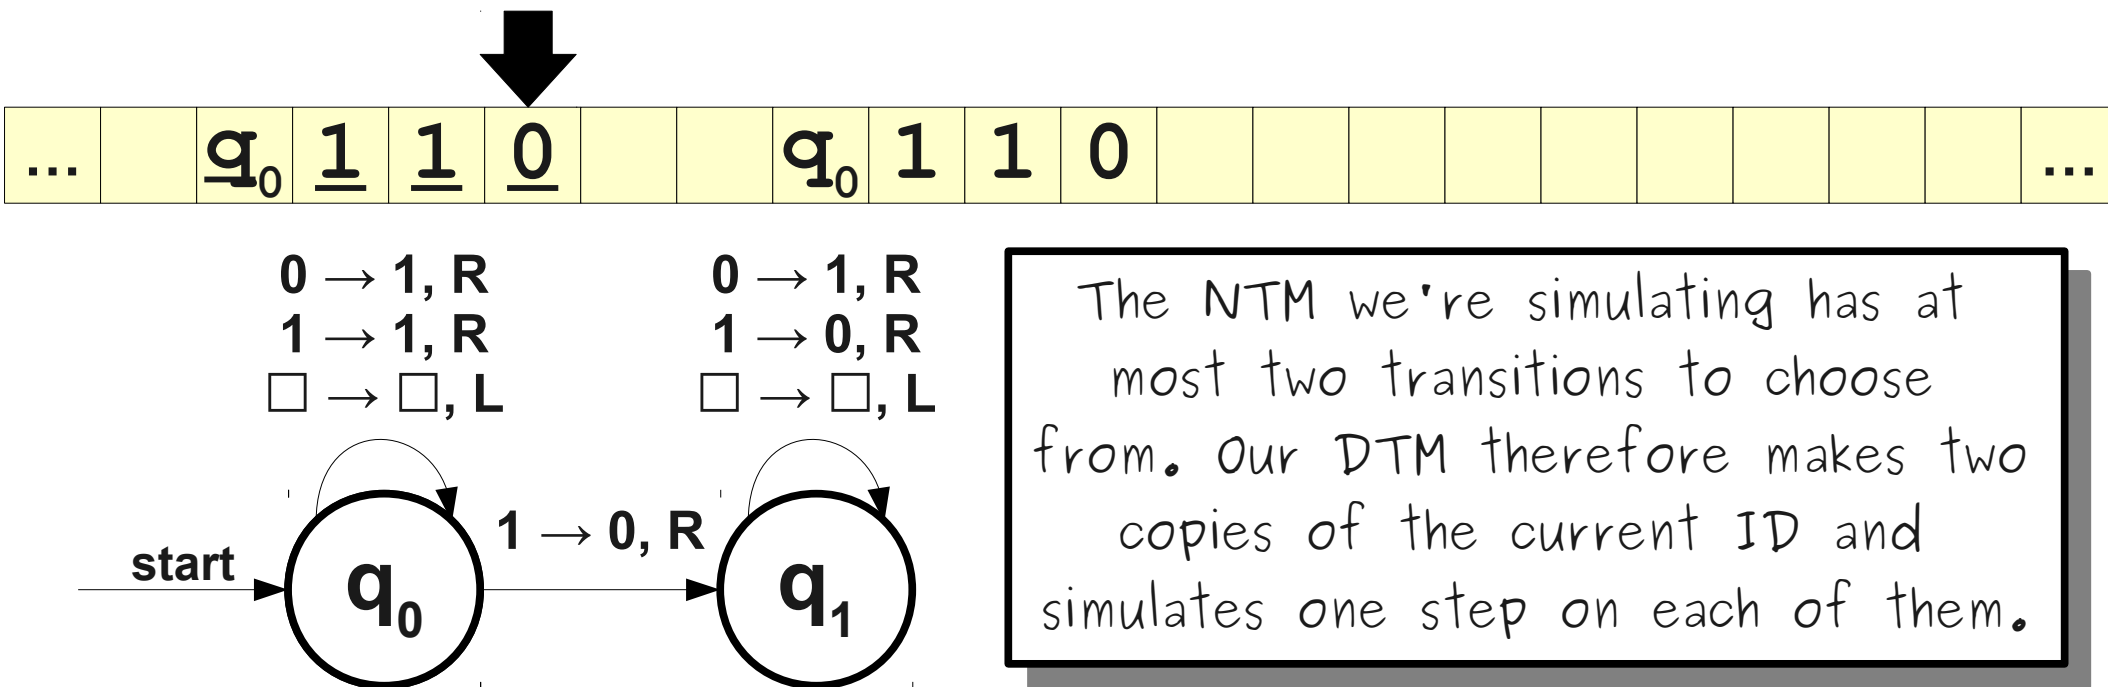 ... q₀ 1 1 0 q₀ 1 1 0 ...
0 → 1, R
1 → 1, R
□ → □, L
0 → 1, R
1 → 0, R
□ → □, L
start
q₀
1 → 0, R
q₁
The NTM we're simulating has at
most two transitions to choose
from. Our DTM therefore makes two
copies of the current ID and
simulates one step on each of them.